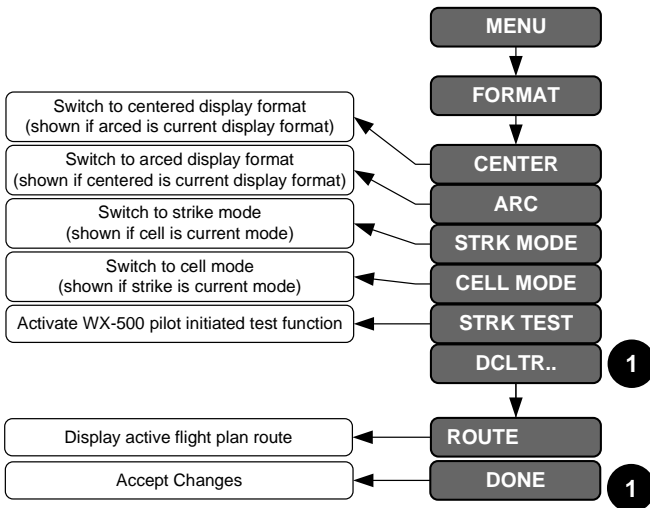 MENU
FORMAT
Switch to centered display format
(shown if arced is current display format)
CENTER
Switch to arced display format
(shown if centered is current display format)
ARC
Switch to strike mode
(shown if cell is current mode)
STRK MODE
Switch to cell mode
(shown if strike is current mode)
CELL MODE
Activate WX-500 pilot initiated test function
STRK TEST
DCLTR..
1
Display active flight plan route
ROUTE
Accept Changes
DONE
1